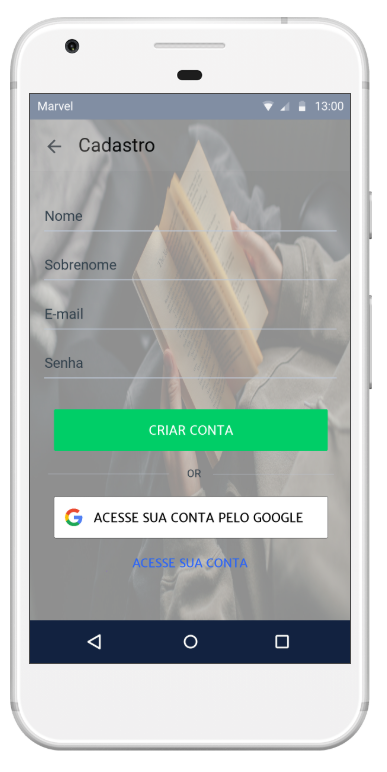 Marvel 13:00
Cadastro
Nome
Sobrenome
E-mail
Senha
CRIAR CONTA
OR
ACESSE SUA CONTA PELO GOOGLE
ACESSE SUA CONTA